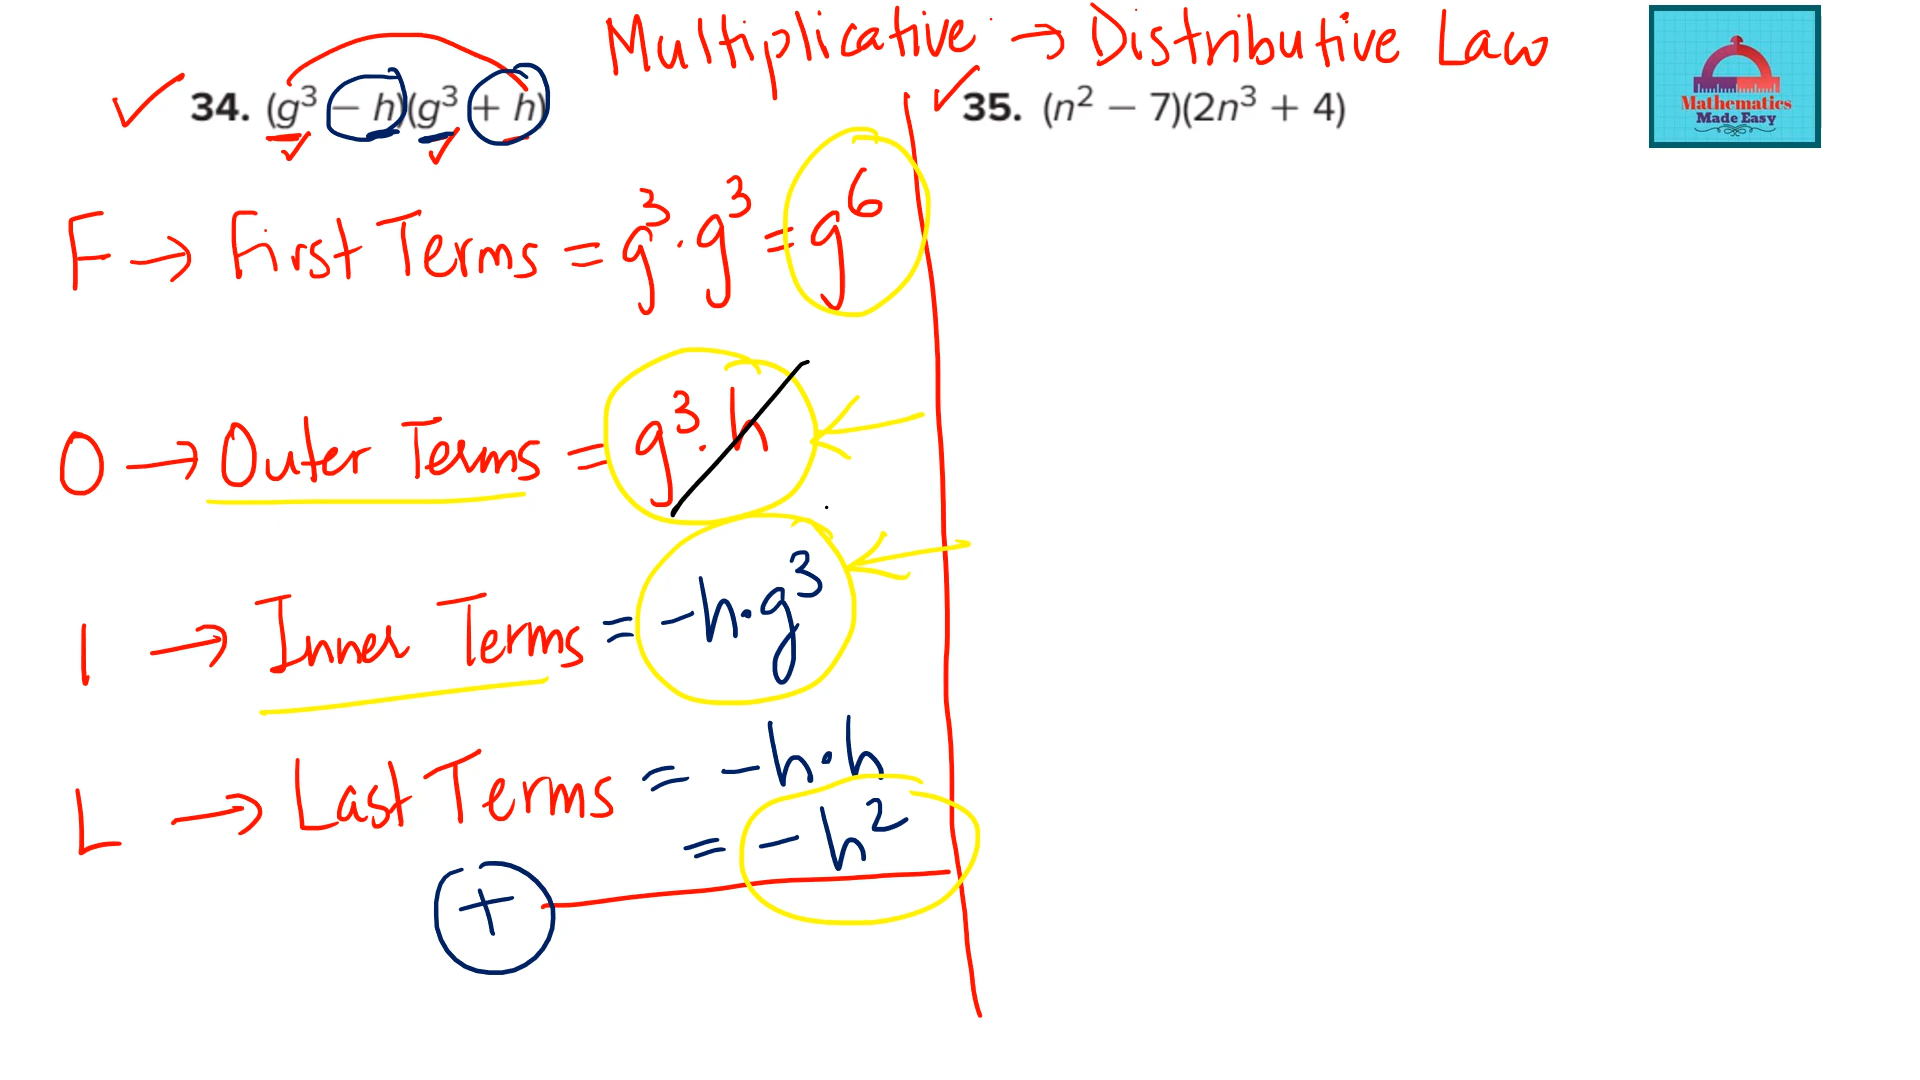 Multiplicative → Distributive Law
34. (g³ − h)(g³ + h)
35. (n² − 7)(2n³ + 4)
Mathematics
Made Easy
F → First Terms = g³ · g³ = g⁶
O → Outer Terms = g³ · h
I → Inner Terms = −h · g³
L → Last Terms = −h · h
= −h²
+